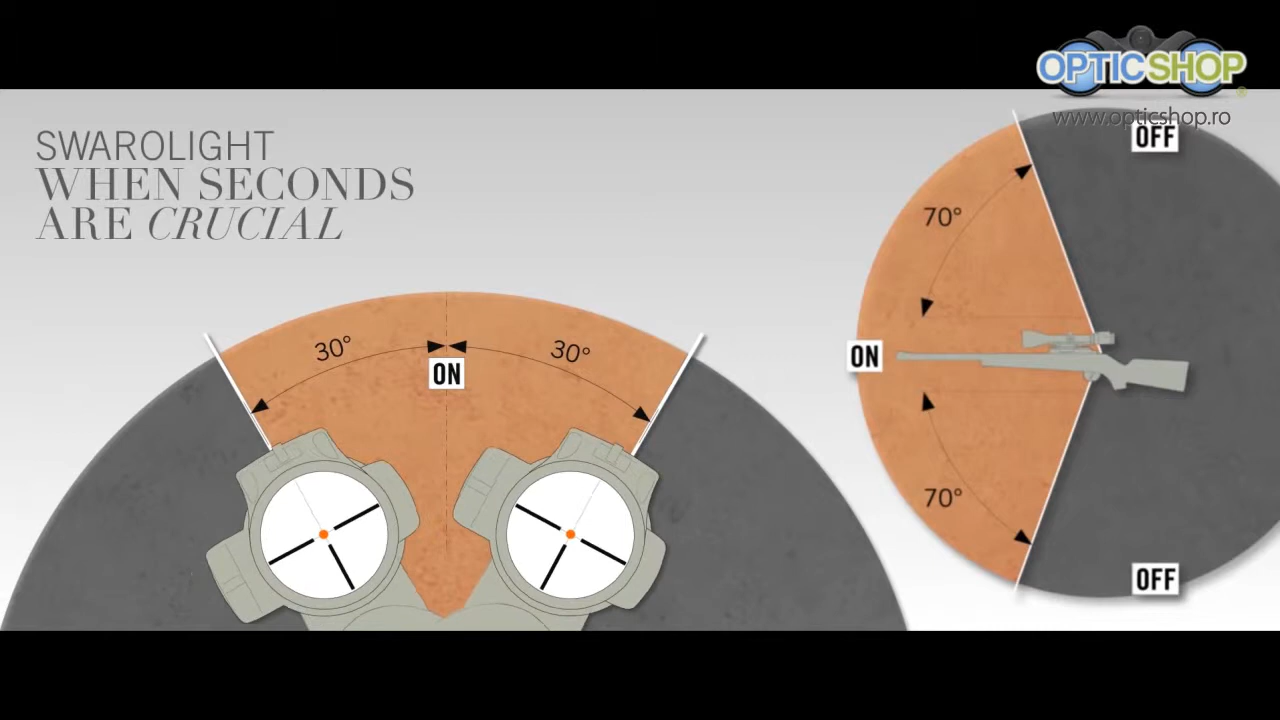 OPTICSHOP
www.opticshop.ro
SWAROLIGHT
WHEN SECONDS
ARE CRUCIAL
30°
30°
ON
OFF
70°
ON
70°
OFF